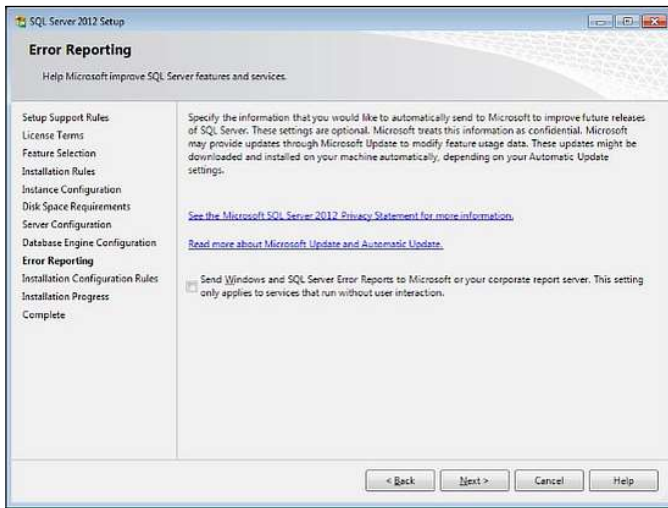 SQL Server 2012 Setup
Error Reporting
Help Microsoft improve SQL Server features and services.
Setup Support Rules
License Terms
Feature Selection
Installation Rules
Instance Configuration
Disk Space Requirements
Server Configuration
Database Engine Configuration
Error Reporting
Installation Configuration Rules
Installation Progress
Complete
Specify the information that you would like to automatically send to Microsoft to improve future releases
of SQL Server. These settings are optional. Microsoft treats this information as confidential. Microsoft
may provide updates through Microsoft Update to modify feature usage data. These updates might be
downloaded and installed on your machine automatically, depending on your Automatic Update
settings.
See the Microsoft SQL Server 2012 Privacy Statement for more information.
Read more about Microsoft Update and Automatic Update.
Send Windows and SQL Server Error Reports to Microsoft or your corporate report server. This setting
only applies to services that run without user interaction.
< Back
Next >
Cancel
Help